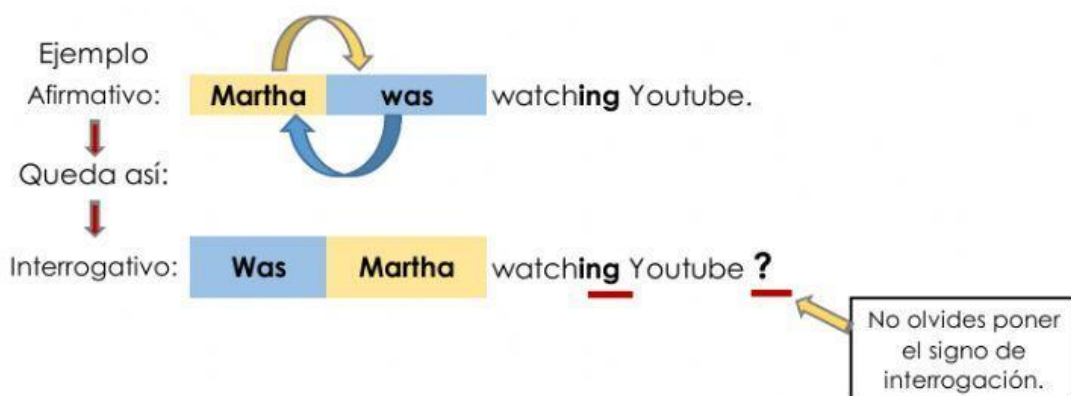 Ejemplo
Afirmativo: Martha was watching Youtube.
Queda así:
Interrogativo: Was Martha watching Youtube ?
No olvides poner
el signo de
interrogación.